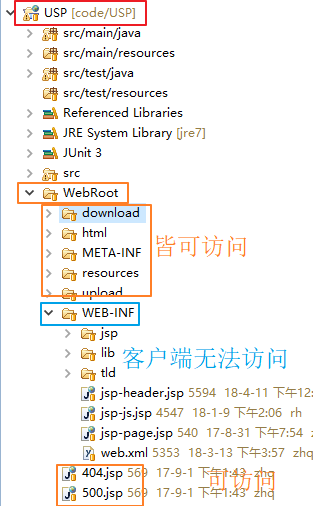 USP [code/USP]
src/main/java
src/main/resources
src/test/java
src/test/resources
Referenced Libraries
JRE System Library [jre7]
JUnit 3
src
WebRoot
download
html
META-INF
皆可访问
resources
upload
WEB-INF
jsp
lib
客户端无法访问
tld
jsp-header.jsp 5594 18-4-11 下午12:
jsp-js.jsp 4547 18-1-9 下午2:06 rh
jsp-page.jsp 540 17-8-31 下午7:54 z
web.xml 5353 18-3-13 下午3:57 zhq
404.jsp 569 17-9-1 下午1:43 zhq
可访问
500.jsp 569 17-9-1 下午1:43 zhq